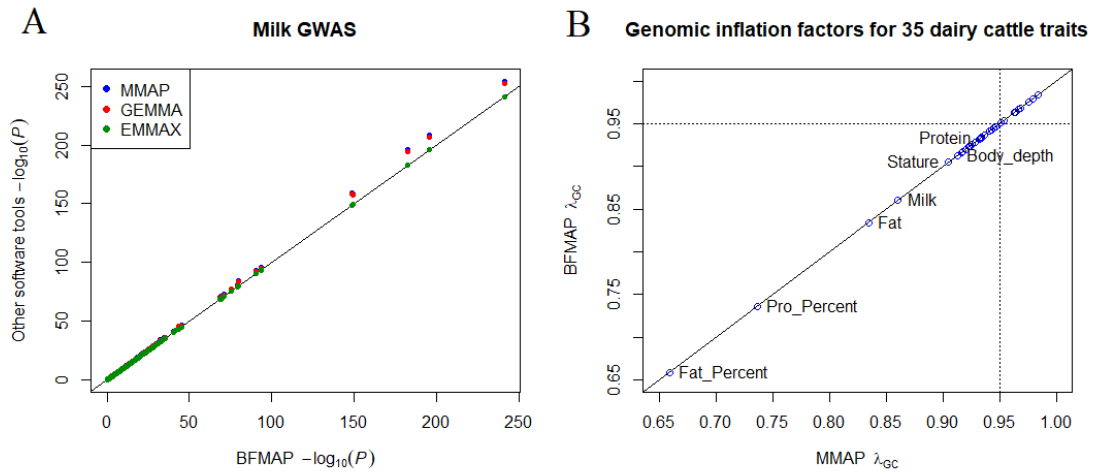 A
Milk GWAS
MMAP
GEMMA
EMMAX
Other software tools −log₁₀(P)
250
200
150
100
50
0
0 50 100 150 200 250
BFMAP −log₁₀(P)
B
Genomic inflation factors for 35 dairy cattle traits
BFMAP λGC
0.95
0.85
0.75
0.65
Protein
Body_depth
Stature
Milk
Fat
Pro_Percent
Fat_Percent
0.65 0.70 0.75 0.80 0.85 0.90 0.95 1.00
MMAP λGC